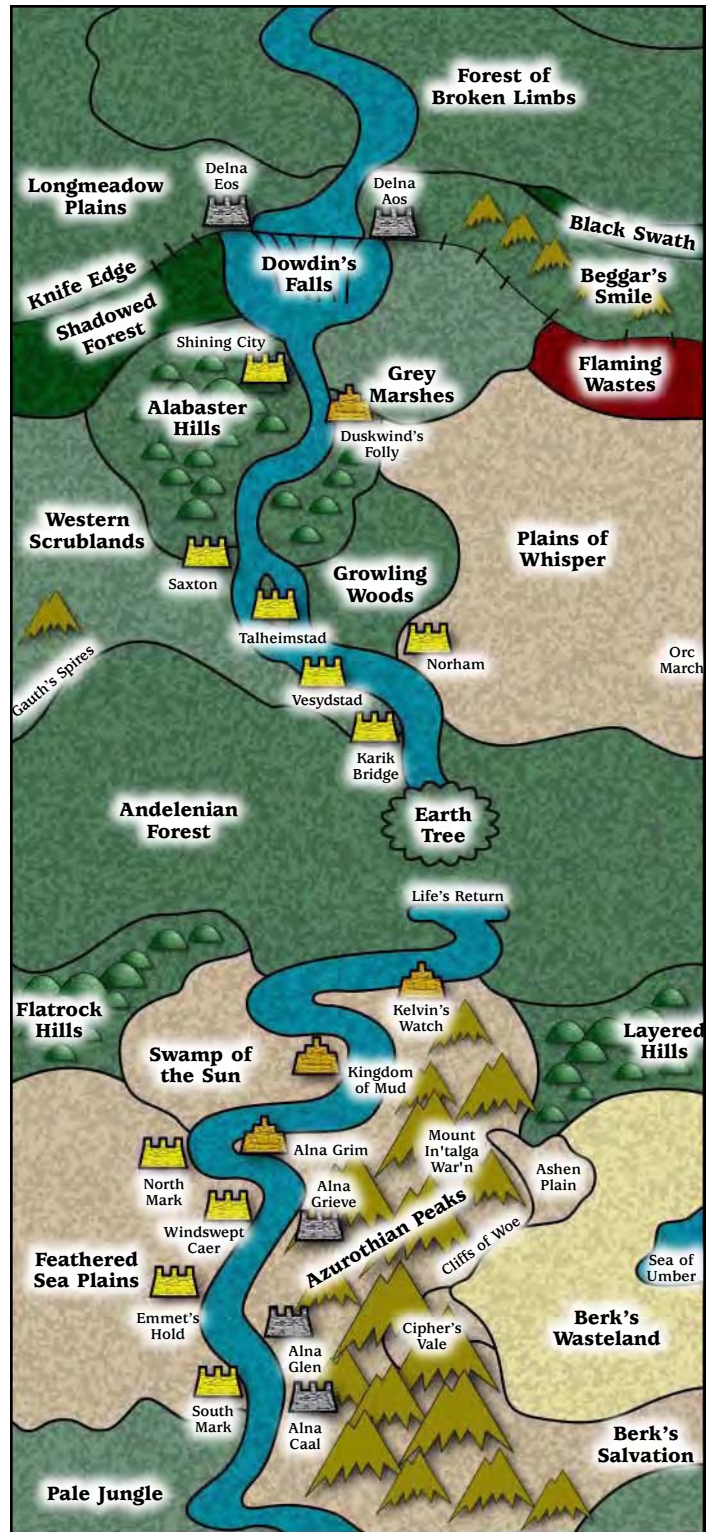 Forest of
Broken Limbs
Delna
Eos
Longmeadow
Plains
Delna
Aos
Black Swath
Dowdin's
Falls
Beggar's
Smile
Knife Edge
Shadowed
Forest
Shining City
Grey
Marshes
Flaming
Wastes
Alabaster
Hills
Duskwind's
Folly
Western
Scrublands
Plains of
Whisper
Saxton
Growling
Woods
Talheimstad
Norham
Orc
March
Gauth's Spires
Vesydstad
Karik
Bridge
Andelenian
Forest
Earth
Tree
Life's Return
Flatrock
Hills
Kelvin's
Watch
Layered
Hills
Swamp of
the Sun
Kingdom
of Mud
Alna Grim
Mount
In'talga
War'n
Ashen
Plain
North
Mark
Alna
Grieve
Windswept
Caer
Azurothian Peaks
Cliffs of Woe
Feathered
Sea Plains
Sea of
Umber
Emmet's
Hold
Berk's
Wasteland
Alna
Glen
Cipher's
Vale
South
Mark
Alna
Caal
Berk's
Salvation
Pale Jungle